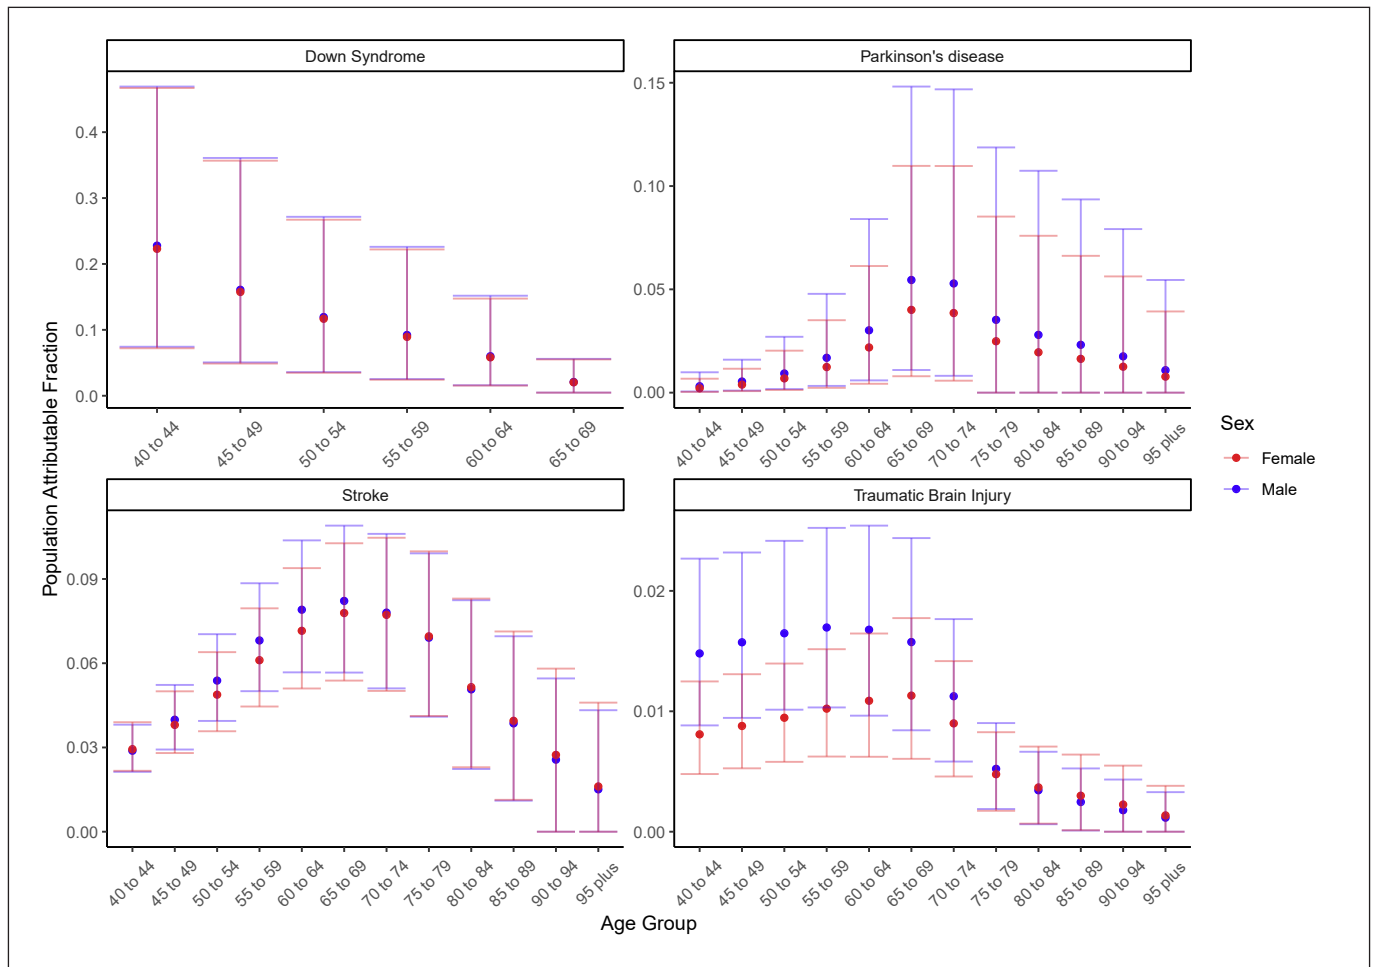 Down Syndrome
Parkinson's disease
0.4
0.3
0.2
0.1
0.0
0.15
0.10
0.05
0.00
40 to 44
45 to 49
50 to 54
55 to 59
60 to 64
65 to 69
40 to 44
45 to 49
50 to 54
55 to 59
60 to 64
65 to 69
70 to 74
75 to 79
80 to 84
85 to 89
90 to 94
95 plus
Population Attributable Fraction
Sex
Female
Male
Stroke
Traumatic Brain Injury
0.09
0.06
0.03
0.00
0.02
0.01
0.00
40 to 44
45 to 49
50 to 54
55 to 59
60 to 64
65 to 69
70 to 74
75 to 79
80 to 84
85 to 89
90 to 94
95 plus
40 to 44
45 to 49
50 to 54
55 to 59
60 to 64
65 to 69
70 to 74
75 to 79
80 to 84
85 to 89
90 to 94
95 plus
Age Group